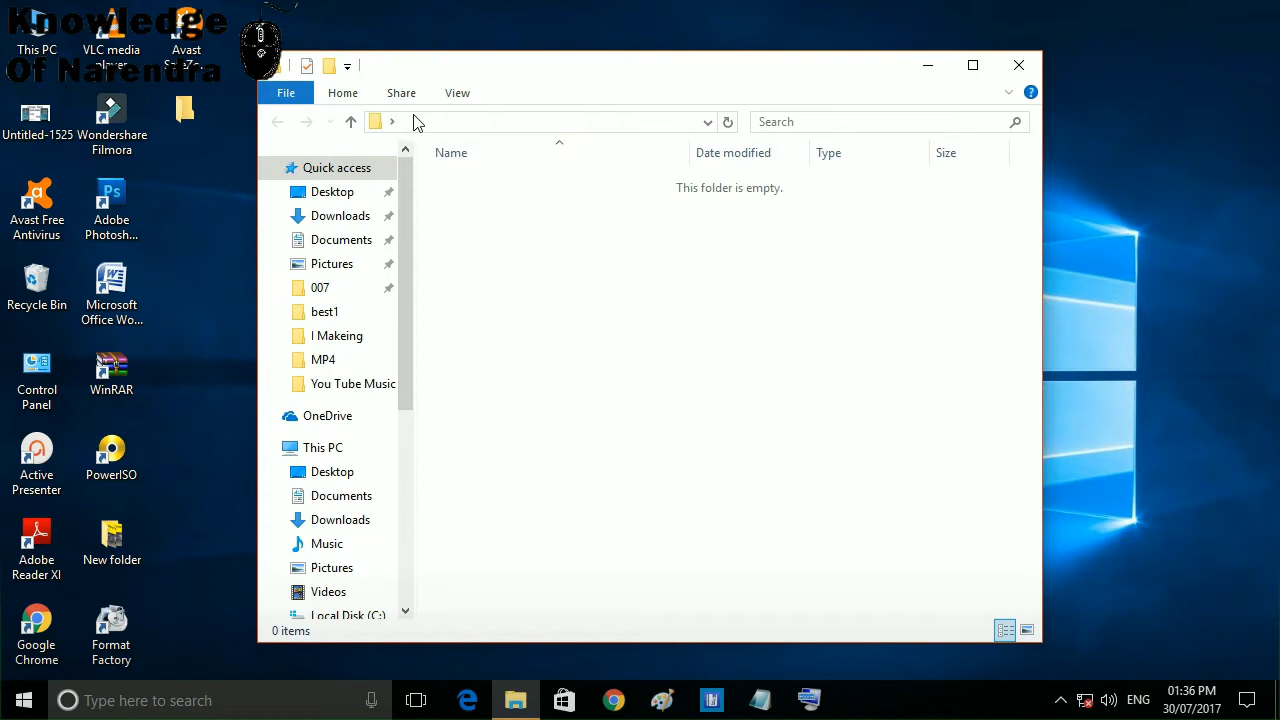 Knowledge
Of Narendra
This PC
VLC media
player
Avast
SafeZo...
Untitled-1525
Wondershare
Filmora
Avast Free
Antivirus
Adobe
Photosh...
Recycle Bin
Microsoft
Office Wo...
Control
Panel
WinRAR
Active
Presenter
PowerISO
Adobe
Reader XI
New folder
Google
Chrome
Format
Factory
File
Home
Share
View
Search
Name
Date modified
Type
Size
This folder is empty.
Quick access
Desktop
Downloads
Documents
Pictures
007
best1
I Makeing
MP4
You Tube Music
OneDrive
This PC
Desktop
Documents
Downloads
Music
Pictures
Videos
Local Disk (C:)
0 items
Type here to search
ENG
01:36 PM
30/07/2017